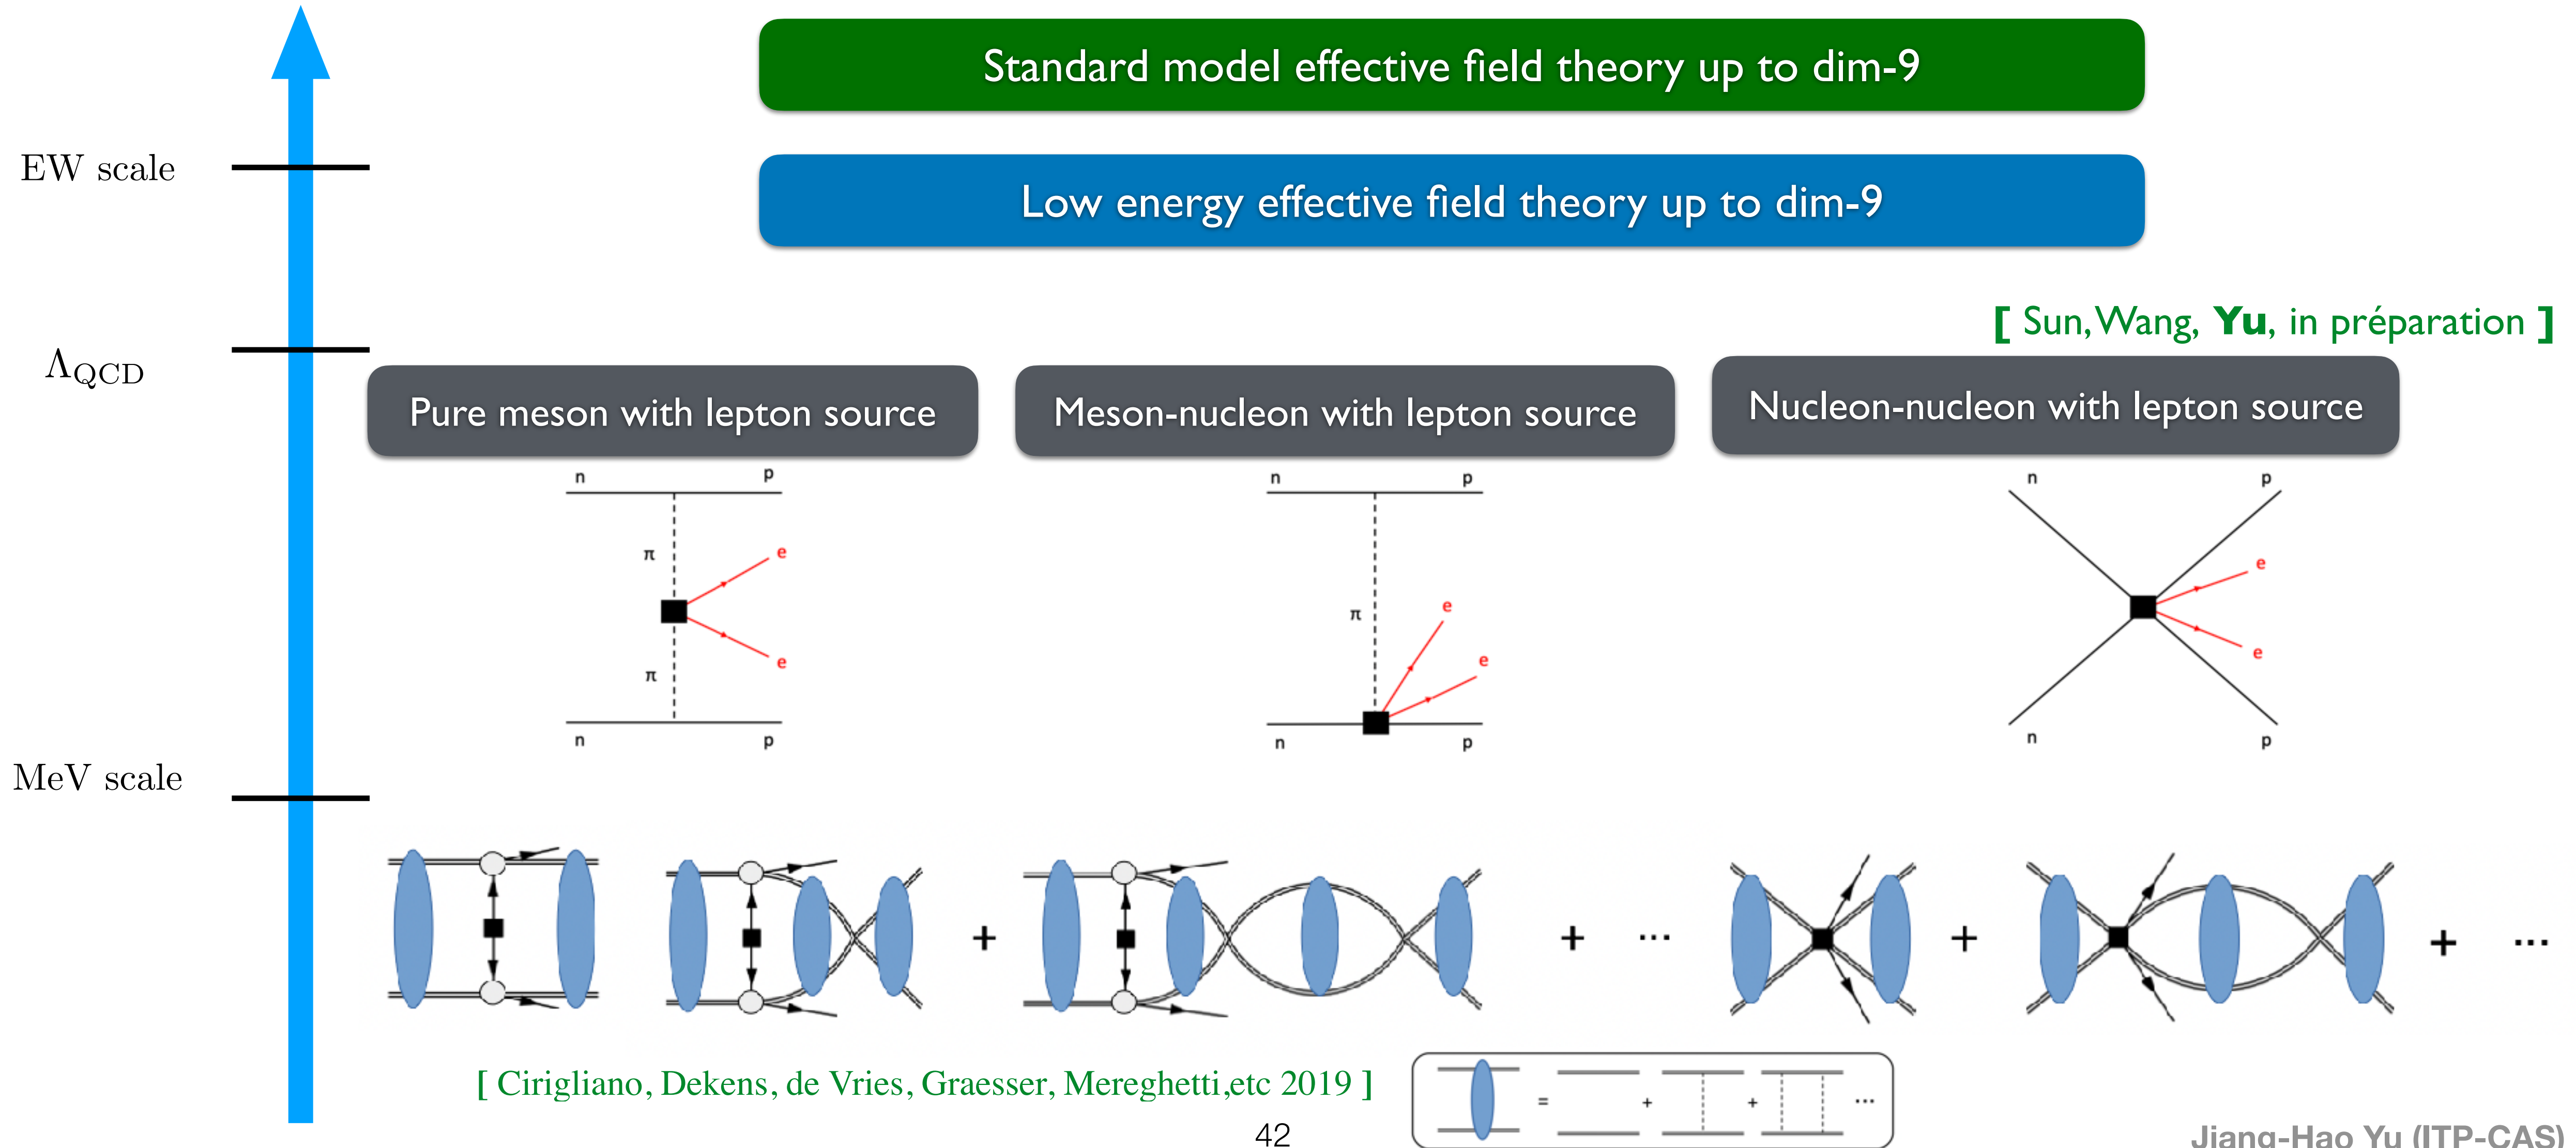 Standard model effective field theory up to dim-9
EW scale
Low energy effective field theory up to dim-9
[ Sun, Wang, Yu, in préparation ]
Λ_QCD
Pure meson with lepton source
Meson-nucleon with lepton source
Nucleon-nucleon with lepton source
n p
π
e
π
e
n p
n p
π
e
e
n p
n p
e
e
n p
MeV scale
+ + ... + + ...
[ Cirigliano, Dekens, de Vries, Graesser, Mereghetti,etc 2019 ]
= + + ...
42
Jiang-Hao Yu (ITP-CAS)